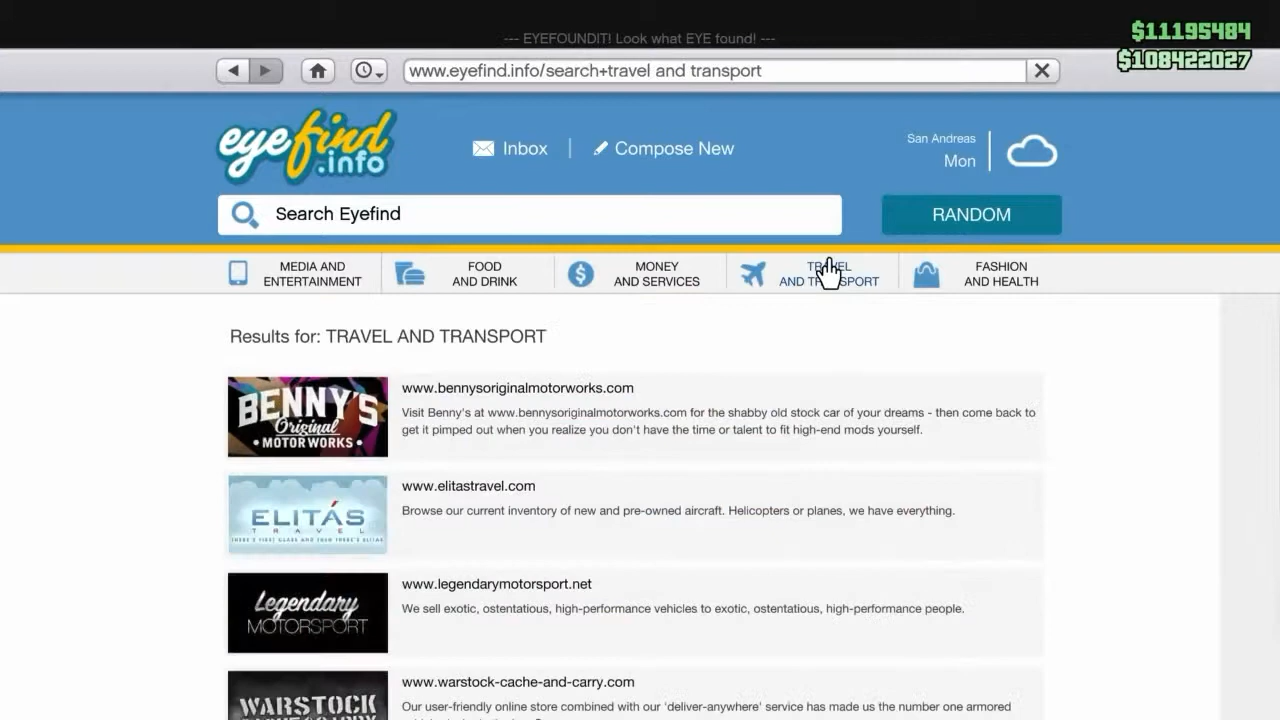 --- EYEFOUNDIT! Look what EYE found! ---
$11195484
$108422027
www.eyefind.info/search+travel and transport
eyefind
.info
Inbox
Compose New
San Andreas
Mon
Search Eyefind
RANDOM
MEDIA AND
ENTERTAINMENT
FOOD
AND DRINK
MONEY
AND SERVICES
TRAVEL
AND TRANSPORT
FASHION
AND HEALTH
Results for: TRAVEL AND TRANSPORT
BENNY'S
Original
• MOTOR WORKS •
www.bennysoriginalmotorworks.com
Visit Benny's at www.bennysoriginalmotorworks.com for the shabby old stock car of your dreams - then come back to
get it pimped out when you realize you don't have the time or talent to fit high-end mods yourself.
ELITÁS
TRAVEL
THERE'S FIRST CLASS AND THEN THERE'S ELITAS
www.elitastravel.com
Browse our current inventory of new and pre-owned aircraft. Helicopters or planes, we have everything.
Legendary
MOTORSPORT
www.legendarymotorsport.net
We sell exotic, ostentatious, high-performance vehicles to exotic, ostentatious, high-performance people.
WARSTOCK
www.warstock-cache-and-carry.com
Our user-friendly online store combined with our 'deliver-anywhere' service has made us the number one armored